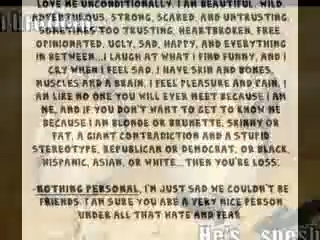 LOVE ME UNCONDITIONALLY. I AM BEAUTIFUL, WILD,
ADVENTUROUS, STRONG, SCARED, AND UNTRUSTING,
SOMETIMES TOO TRUSTING, HEARTBROKEN, FREE,
OPINIONATED, UGLY, SAD, HAPPY, AND EVERYTHING
IN BETWEEN...I LAUGH AT WHAT I FIND FUNNY, AND I
CRY WHEN I FEEL SAD. I HAVE SKIN AND BONES,
MUSCLES AND A BRAIN. I FEEL PLEASURE AND PAIN. I
AM LIKE NO ONE YOU WILL EVER MEET BECAUSE I AM
ME, AND IF YOU DON'T WANT TO GET TO KNOW ME
BECAUSE I AM BLONDE OR BRUNETTE, SKINNY OR
FAT, A GIANT CONTRADICTION AND A STUPID
STEREOTYPE, REPUBLICAN OR DEMOCRAT, OR BLACK,
HISPANIC, ASIAN, OR WHITE...THEN YOU'RE LOSS.
-NOTHING PERSONAL, I'M JUST SAD WE COULDN'T BE
FRIENDS. I AM SURE YOU ARE A VERY NICE PERSON
UNDER ALL THAT HATE AND FEAR
He's